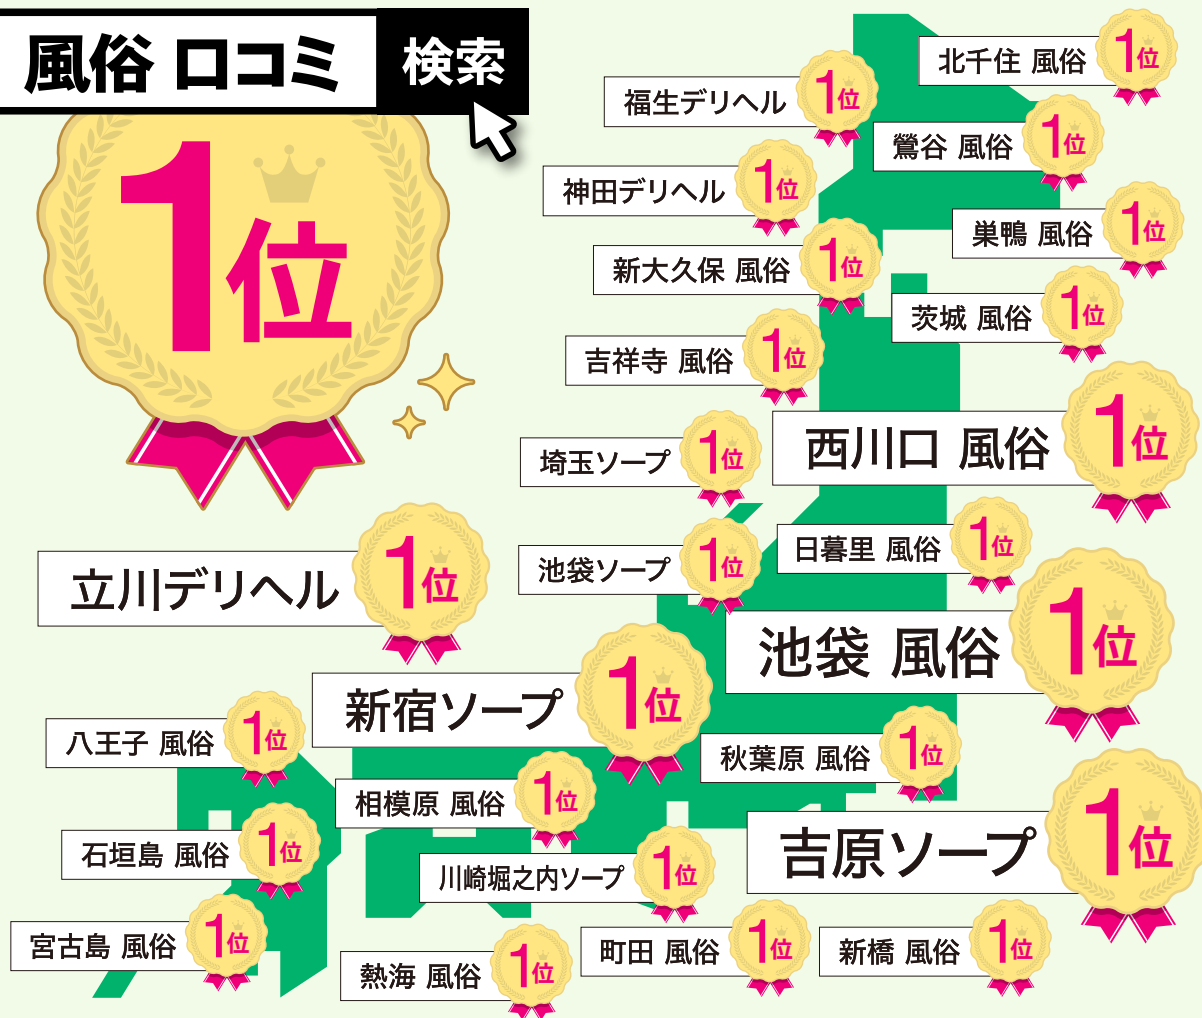 風俗 口コミ 検索
1位
北千住 風俗 1位
福生デリヘル 1位
鶯谷 風俗 1位
神田デリヘル 1位
巣鴨 風俗 1位
新大久保 風俗 1位
茨城 風俗 1位
吉祥寺 風俗 1位
西川口 風俗 1位
埼玉ソープ 1位
日暮里 風俗 1位
池袋ソープ 1位
立川デリヘル 1位
池袋 風俗 1位
新宿ソープ 1位
八王子 風俗 1位
秋葉原 風俗 1位
相模原 風俗 1位
石垣島 風俗 1位
吉原ソープ 1位
川崎堀之内ソープ 1位
宮古島 風俗 1位
町田 風俗 1位
新橋 風俗 1位
熱海 風俗 1位